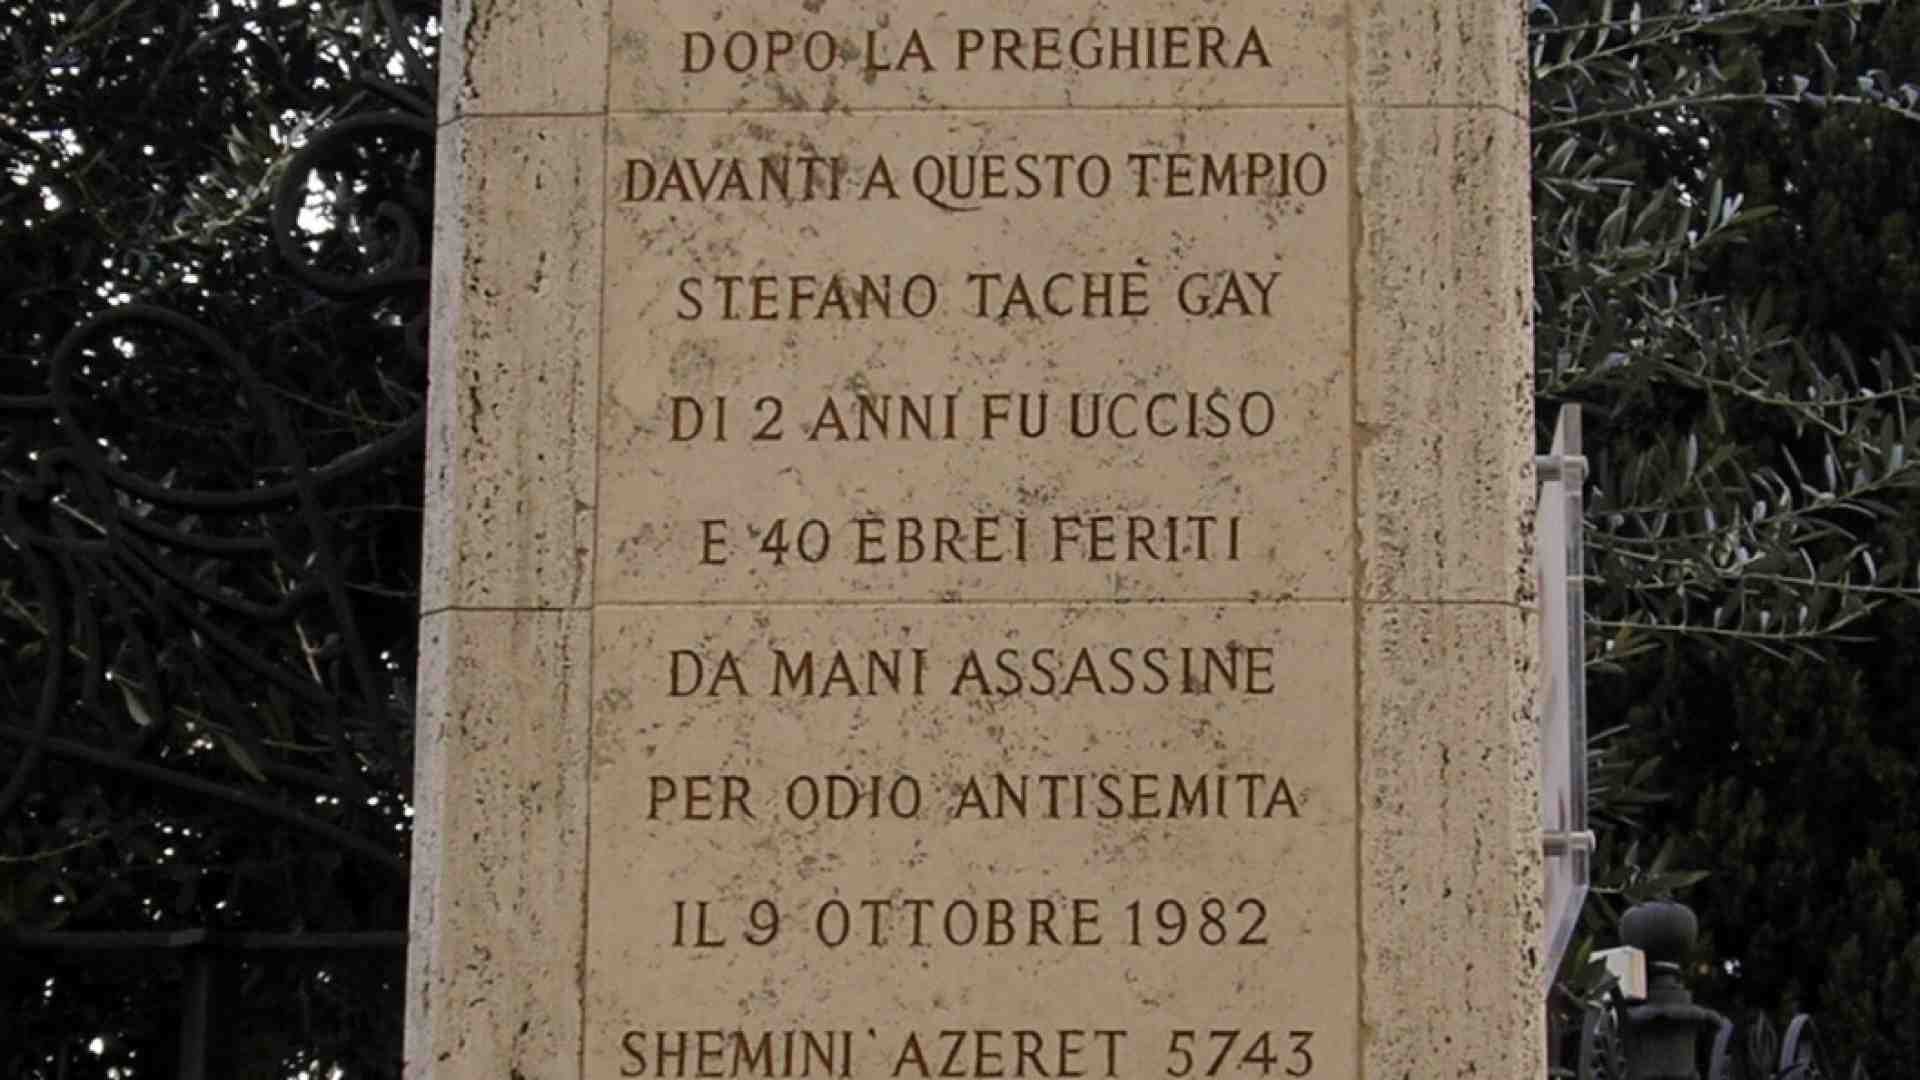 DOPO LA PREGHIERA
DAVANTI A QUESTO TEMPIO
STEFANO TACHÈ GAY
DI 2 ANNI FU UCCISO
E 40 EBREI FERITI
DA MANI ASSASSINE
PER ODIO ANTISEMITA
IL 9 OTTOBRE 1982
SHEMINI' AZERET 5743